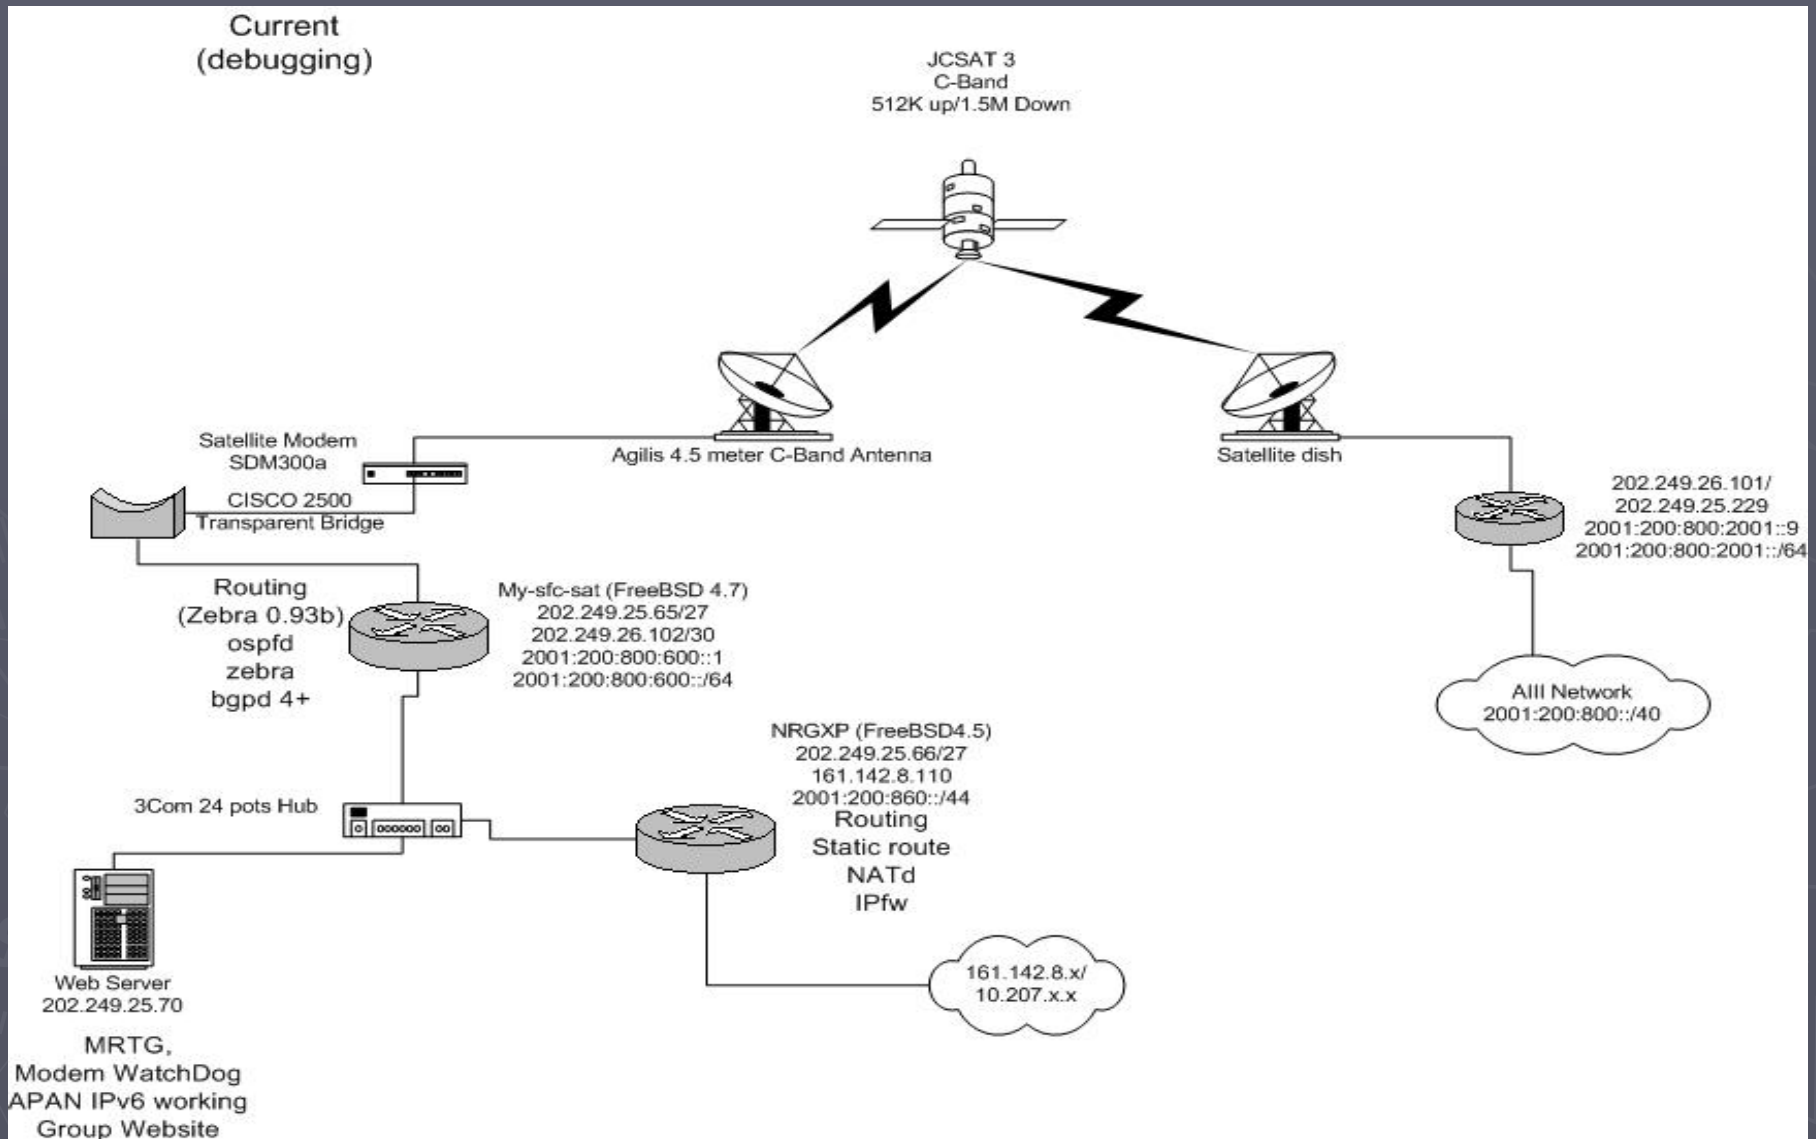 Current
(debugging)
JCSAT 3
C-Band
512K up/1.5M Down
Satellite Modem
SDM300a
CISCO 2500
Transparent Bridge
Agilis 4.5 meter C-Band Antenna
Satellite dish
202.249.26.101/
202.249.25.229
2001:200:800:2001::9
2001:200:800:2001::/64
Routing
(Zebra 0.93b)
ospfd
zebra
bgpd 4+
My-sfc-sat (FreeBSD 4.7)
202.249.25.65/27
202.249.26.102/30
2001:200:800:600::1
2001:200:800:600::/64
AIII Network
2001:200:800::/40
3Com 24 pots Hub
NRGXP (FreeBSD4.5)
202.249.25.66/27
161.142.8.110
2001:200:860::/44
Routing
Static route
NATd
IPfw
161.142.8.x/
10.207.x.x
Web Server
202.249.25.70
MRTG,
Modem WatchDog
APAN IPv6 working
Group Website